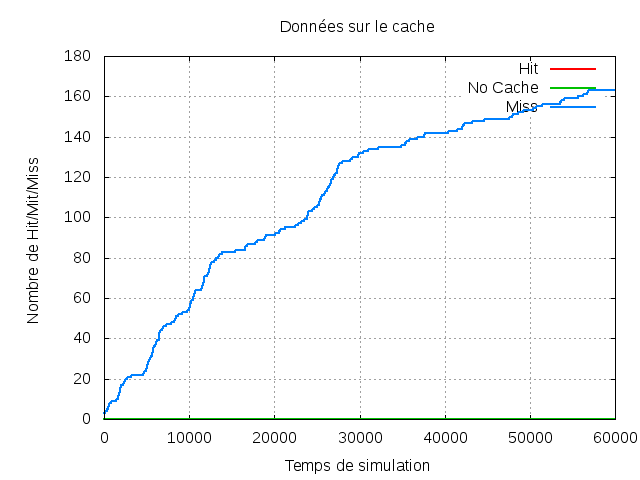 Données sur le cache
Nombre de Hit/Mit/Miss
180
160
140
120
100
80
60
40
20
0
Hit
No Cache
Miss
0 10000 20000 30000 40000 50000 60000
Temps de simulation